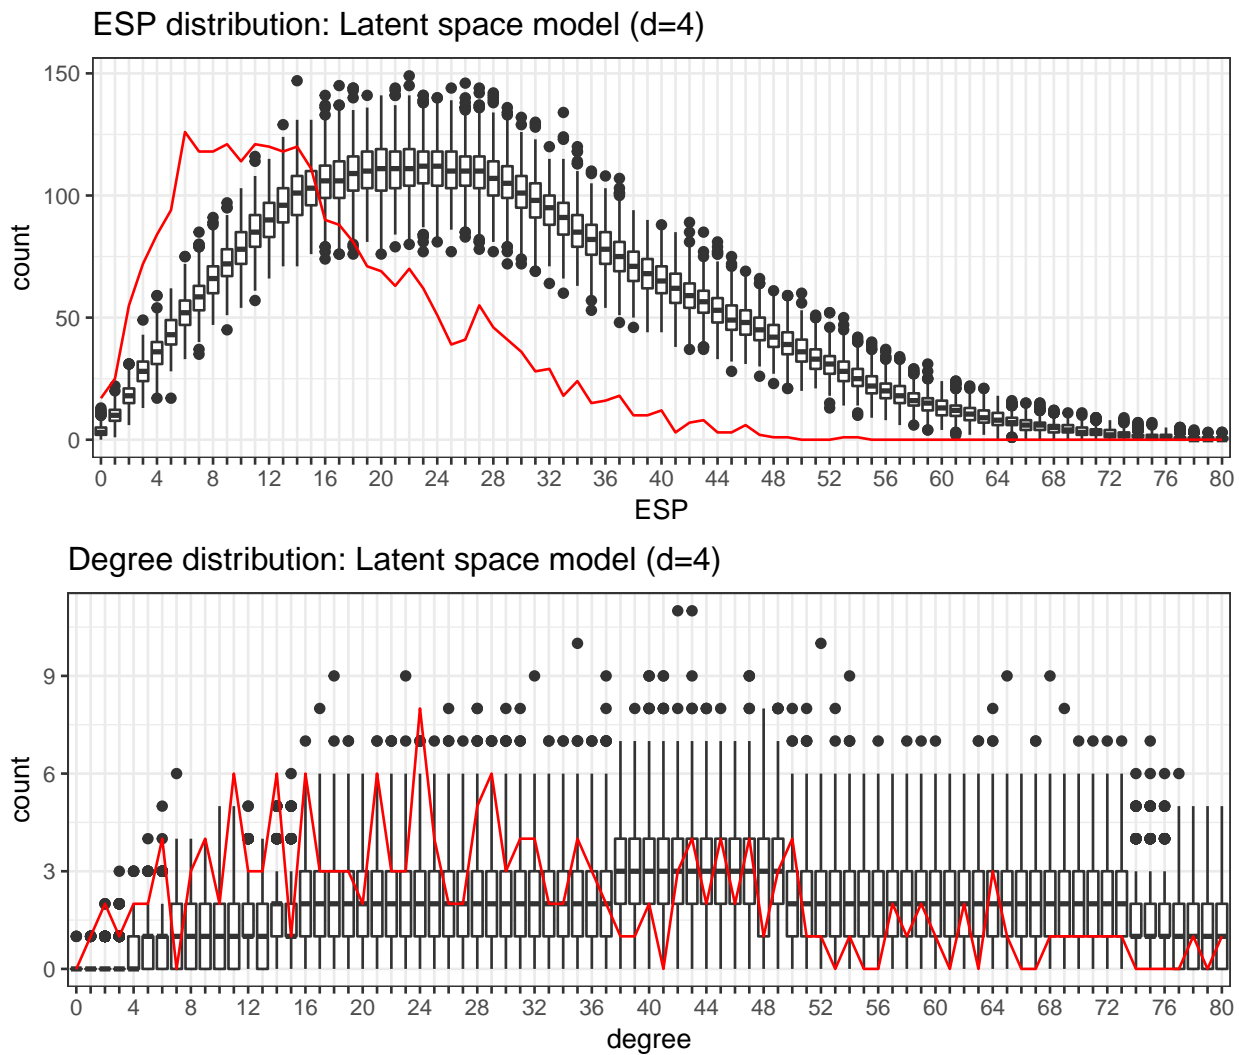 ESP distribution: Latent space model (d=4)
150
100
50
0
count
0 4 8 12 16 20 24 28 32 36 40 44 48 52 56 60 64 68 72 76 80
ESP
Degree distribution: Latent space model (d=4)
9
6
3
0
count
0 4 8 12 16 20 24 28 32 36 40 44 48 52 56 60 64 68 72 76 80
degree